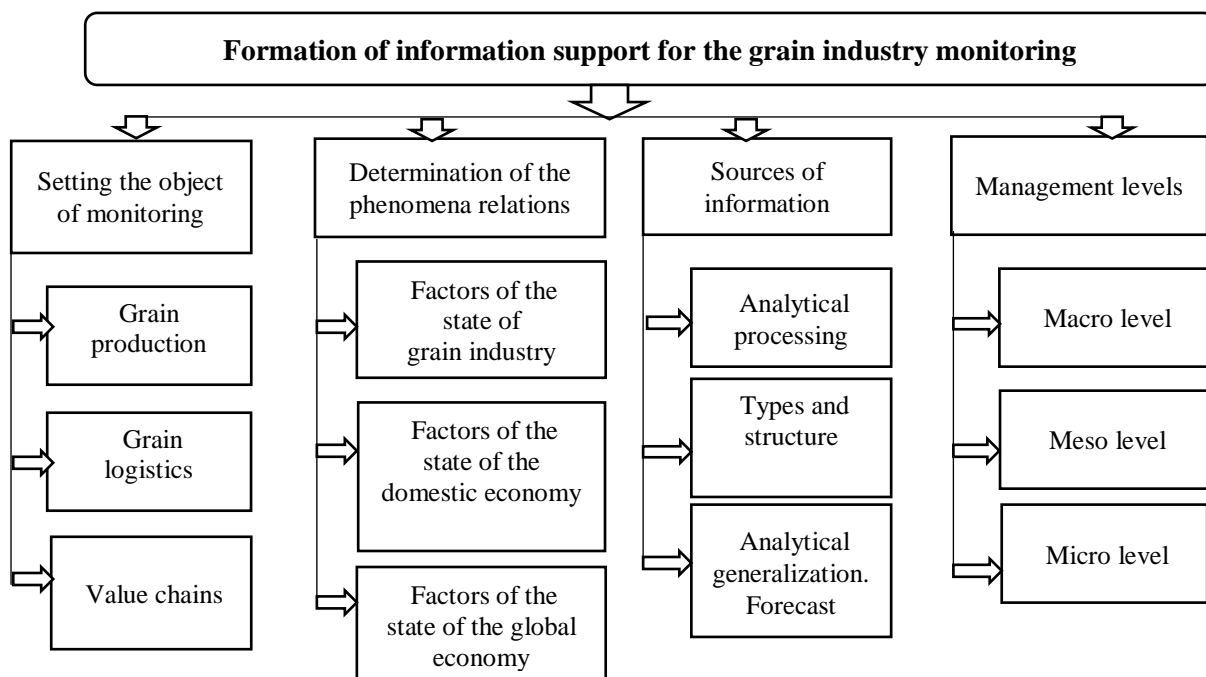 Formation of information support for the grain industry monitoring
Setting the object
of monitoring
Grain
production
Grain
logistics
Value chains
Determination of the
phenomena relations
Factors of the
state of
grain industry
Factors of the
state of the
domestic economy
Factors of the
state of the global
economy
Sources of
information
Analytical
processing
Types and
structure
Analytical
generalization.
Forecast
Management levels
Macro level
Meso level
Micro level